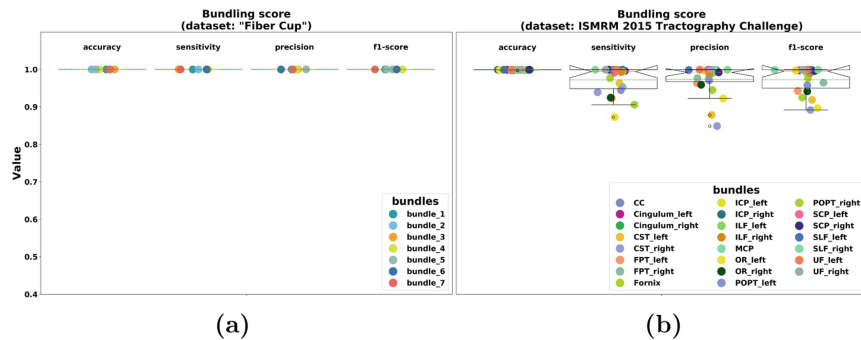 Bundling score
(dataset: "Fiber Cup")
accuracy sensitivity precision f1-score
Value
1.0
0.9
0.8
0.7
0.6
0.5
0.4
bundles
bundle_1
bundle_2
bundle_3
bundle_4
bundle_5
bundle_6
bundle_7
(a)
Bundling score
(dataset: ISMRM 2015 Tractography Challenge)
accuracy sensitivity precision f1-score
bundles
CC
Cingulum_left
Cingulum_right
CST_left
CST_right
FPT_left
FPT_right
Fornix
ICP_left
ICP_right
ILF_left
ILF_right
MCP
OR_left
OR_right
POPT_left
POPT_right
SCP_left
SCP_right
SLF_left
SLF_right
UF_left
UF_right
(b)